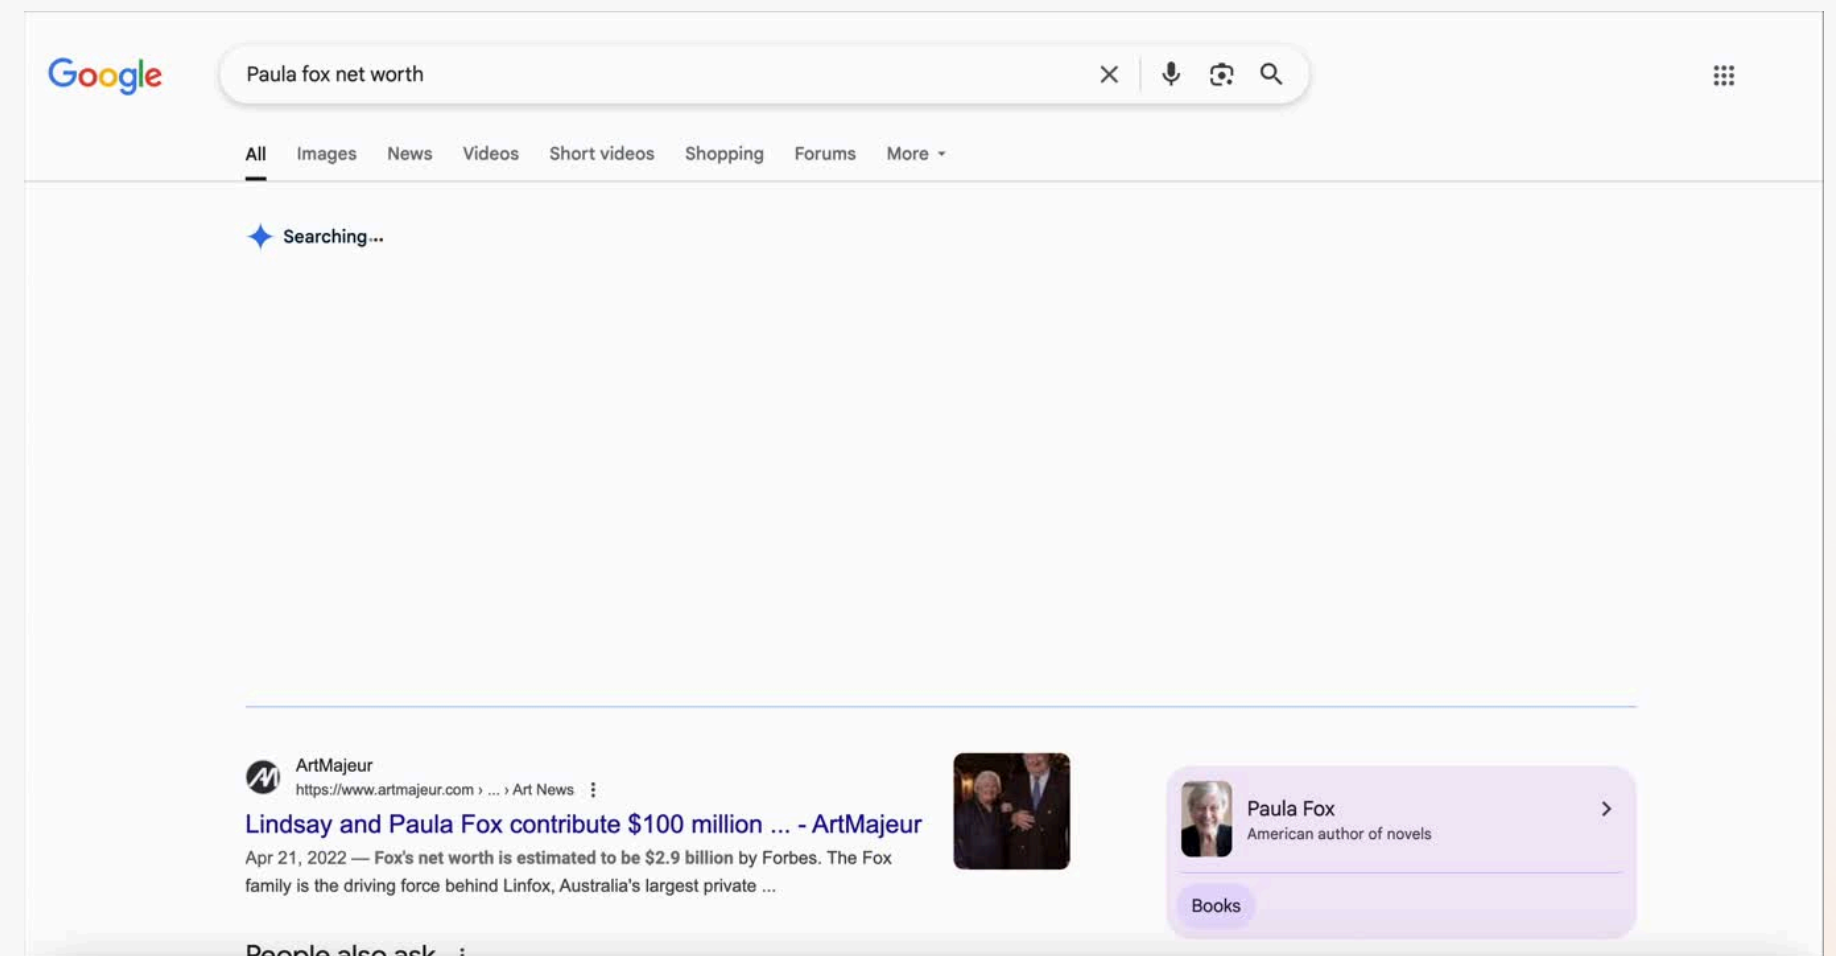 Google
Paula fox net worth
All Images News Videos Short videos Shopping Forums More
Searching...
ArtMajeur
https://www.artmajeur.com › ... › Art News
Lindsay and Paula Fox contribute $100 million ... - ArtMajeur
Apr 21, 2022 — Fox's net worth is estimated to be $2.9 billion by Forbes. The Fox
family is the driving force behind Linfox, Australia's largest private ...
Paula Fox
American author of novels
Books
People also ask